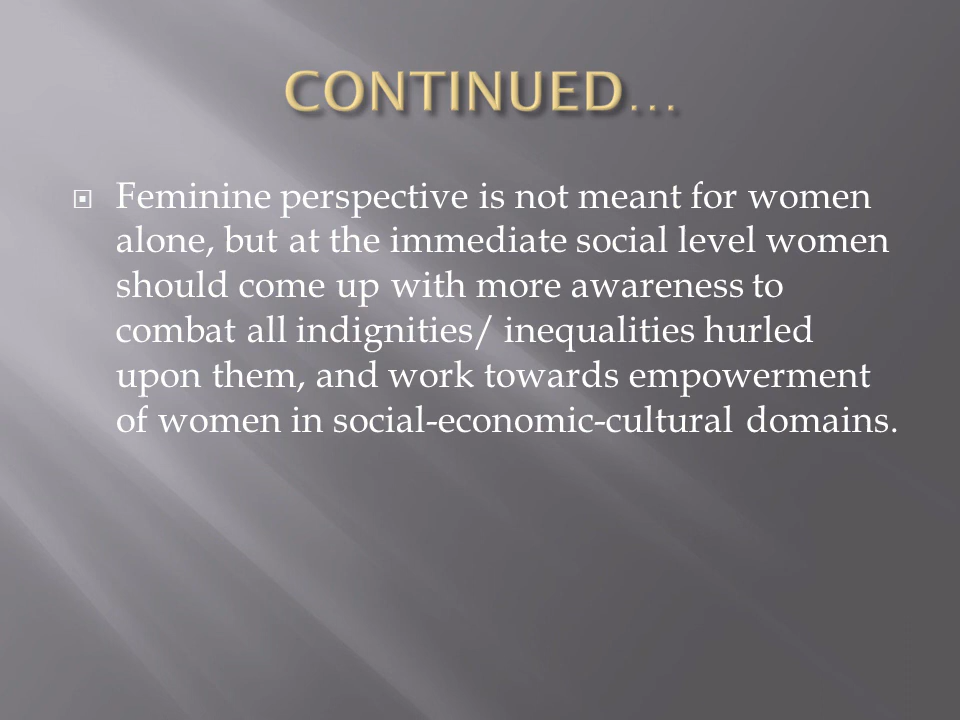 CONTINUED...
Feminine perspective is not meant for women
alone, but at the immediate social level women
should come up with more awareness to
combat all indignities/ inequalities hurled
upon them, and work towards empowerment
of women in social-economic-cultural domains.